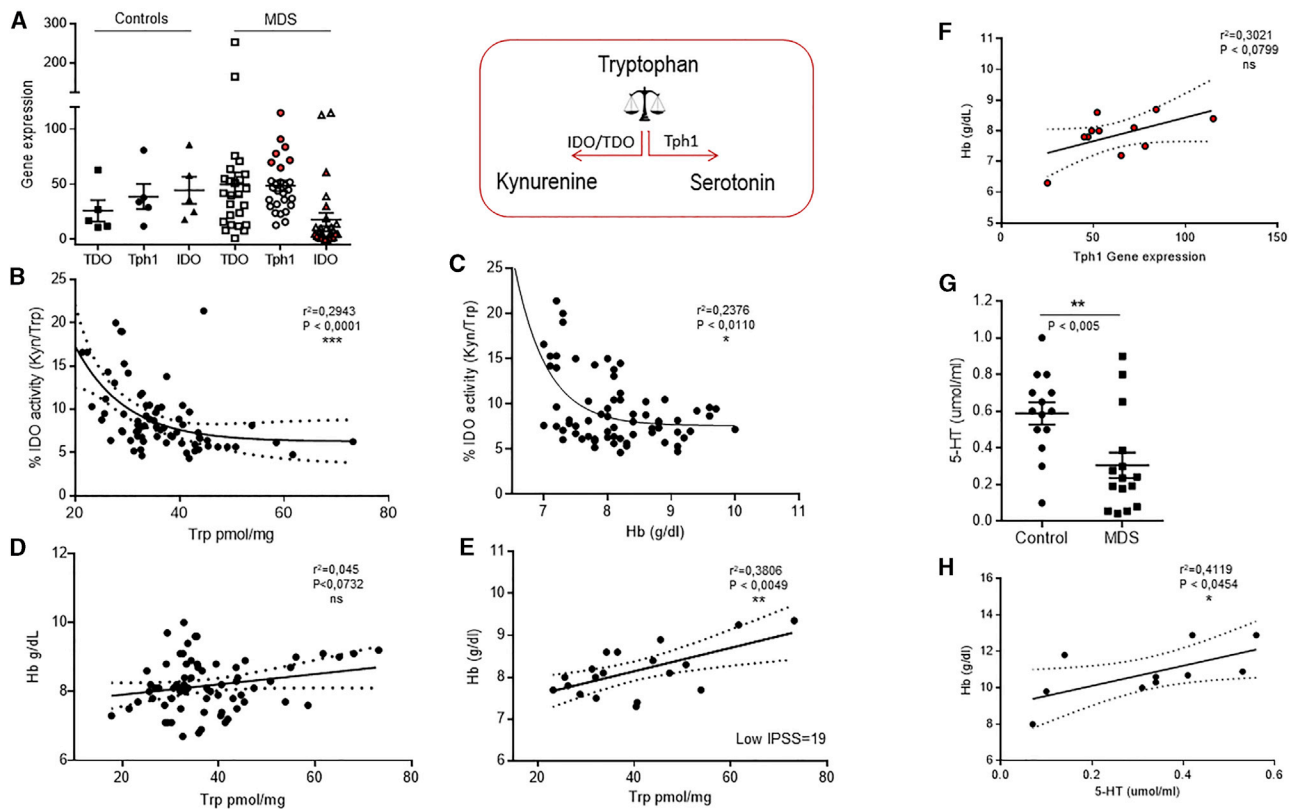 A
Controls
MDS
Gene expression
300
200
100
50
0
TDO
Tph1
IDO
TDO
Tph1
IDO
Tryptophan
IDO/TDO
Tph1
Kynurenine
Serotonin
B
% IDO activity (Kyn/Trp)
25
20
15
10
5
0
r²=0,2943
P < 0,0001
***
20
40
60
80
Trp pmol/mg
C
% IDO activity (Kyn/Trp)
25
20
15
10
5
0
r²=0,2376
P < 0,0110
*
7
8
9
10
11
Hb (g/dl)
D
Hb g/dL
12
10
8
6
r²=0,045
P<0,0732
ns
20
40
60
80
Trp pmol/mg
E
Hb (g/dl)
11
10
9
8
7
6
r²=0,3806
P < 0,0049
**
Low IPSS=19
20
40
60
80
Trp pmol/mg
F
Hb (g/dL)
11
10
9
8
7
6
5
r²=0,3021
P < 0,0799
ns
0
50
100
150
Tph1 Gene expression
G
5-HT (umol/ml)
1.2
1.0
0.8
0.6
0.4
0.2
0.0
**
P < 0,005
Control
MDS
H
Hb (g/dl)
16
14
12
10
8
6
r²=0,4119
P < 0,0454
*
0.0
0.2
0.4
0.6
5-HT (umol/ml)